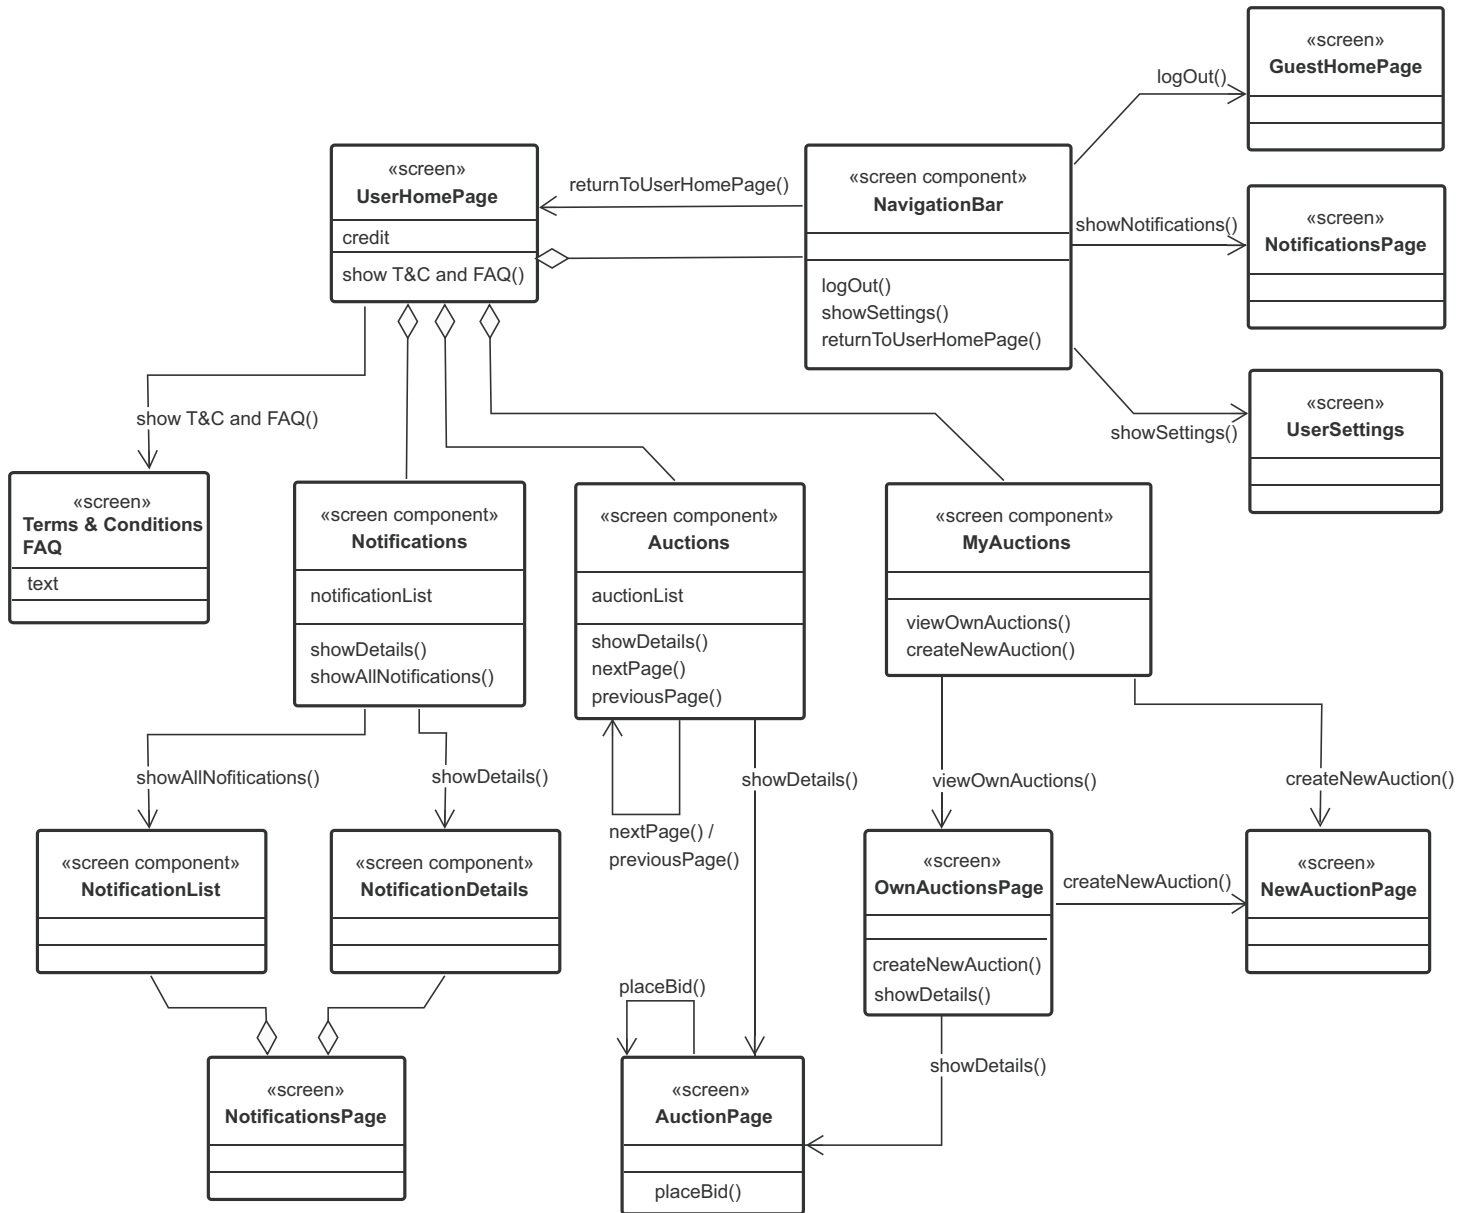 «screen»
GuestHomePage
logOut()
«screen»
UserHomePage
credit
show T&C and FAQ()
returnToUserHomePage()
«screen component»
NavigationBar
logOut()
showSettings()
returnToUserHomePage()
showNotifications()
«screen»
NotificationsPage
showSettings()
«screen»
UserSettings
show T&C and FAQ()
«screen»
Terms & Conditions
FAQ
text
«screen component»
Notifications
notificationList
showDetails()
showAllNotifications()
«screen component»
Auctions
auctionList
showDetails()
nextPage()
previousPage()
«screen component»
MyAuctions
viewOwnAuctions()
createNewAuction()
showAllNofitications()
showDetails()
nextPage() /
previousPage()
showDetails()
viewOwnAuctions()
createNewAuction()
«screen component»
NotificationList
«screen component»
NotificationDetails
«screen»
OwnAuctionsPage
createNewAuction()
showDetails()
createNewAuction()
«screen»
NewAuctionPage
placeBid()
showDetails()
«screen»
NotificationsPage
«screen»
AuctionPage
placeBid()